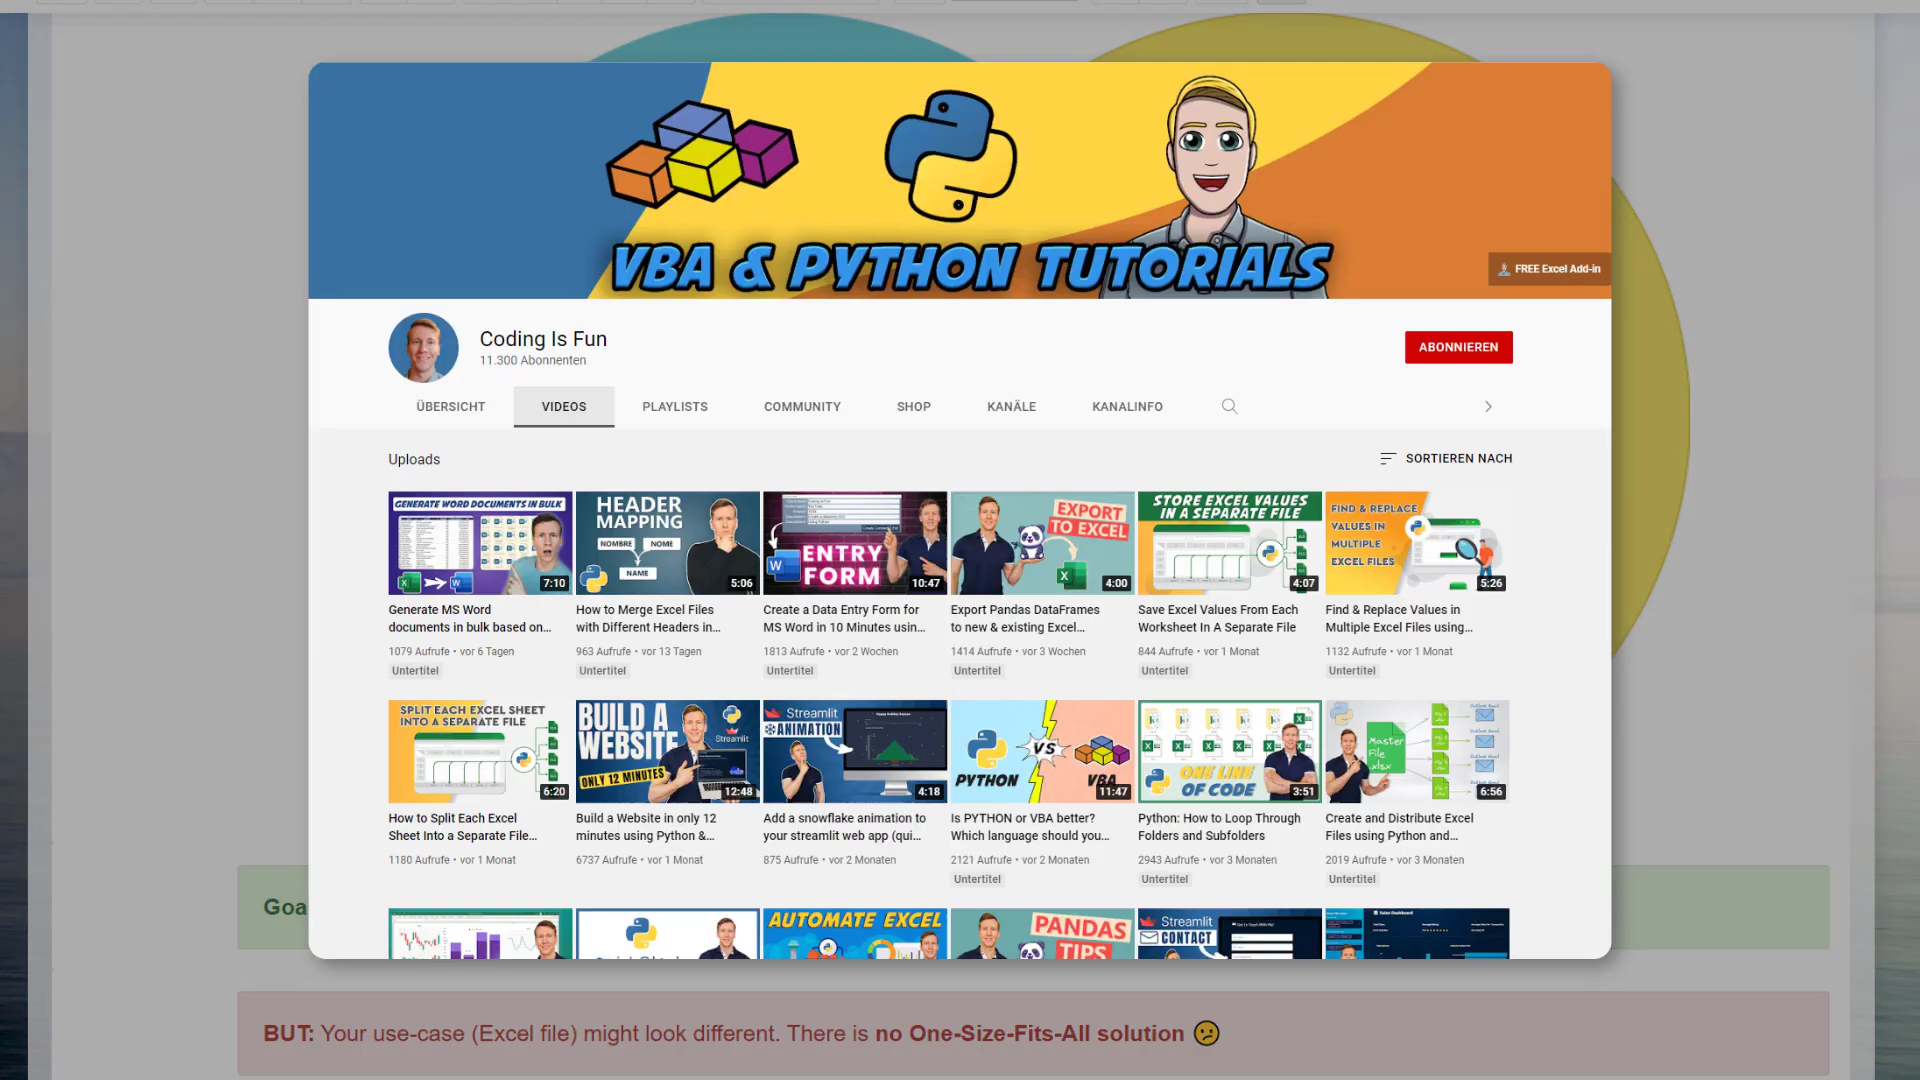 VBA & PYTHON TUTORIALS
FREE Excel Add-in
Coding Is Fun
11.300 Abonnenten
ABONNIEREN
ÜBERSICHT
VIDEOS
PLAYLISTS
COMMUNITY
SHOP
KANÄLE
KANALINFO
Uploads
SORTIEREN NACH
GENERATE WORD DOCUMENTS IN BULK
7:10
HEADER
MAPPING
NOMBRE
NOME
NAME
5:06
W
ENTRY
FORM
10:47
EXPORT
TO EXCEL
X
4:00
STORE EXCEL VALUES
IN A SEPARATE FILE
4:07
FIND & REPLACE
VALUES IN
MULTIPLE
EXCEL FILES
5:26
Generate MS Word
documents in bulk based on...
1079 Aufrufe • vor 6 Tagen
Untertitel
How to Merge Excel Files
with Different Headers in...
963 Aufrufe • vor 13 Tagen
Untertitel
Create a Data Entry Form for
MS Word in 10 Minutes usin...
1813 Aufrufe • vor 2 Wochen
Untertitel
Export Pandas DataFrames
to new & existing Excel...
1414 Aufrufe • vor 3 Wochen
Untertitel
Save Excel Values From Each
Worksheet In A Separate File
844 Aufrufe • vor 1 Monat
Untertitel
Find & Replace Values in
Multiple Excel Files using...
1132 Aufrufe • vor 1 Monat
Untertitel
SPLIT EACH EXCEL SHEET
INTO A SEPARATE FILE
6:20
BUILD A
WEBSITE
Streamlit
ONLY 12 MINUTES
12:48
Streamlit
ANIMATION
4:18
PYTHON
VS
VBA
11:47
ONE LINE
OF CODE
3:51
Master
File
.xlsx
6:56
How to Split Each Excel
Sheet Into a Separate File...
1180 Aufrufe • vor 1 Monat
Build a Website in only 12
minutes using Python &...
6737 Aufrufe • vor 1 Monat
Add a snowflake animation to
your streamlit web app (qui...
875 Aufrufe • vor 2 Monaten
Is PYTHON or VBA better?
Which language should you...
2121 Aufrufe • vor 2 Monaten
Untertitel
Python: How to Loop Through
Folders and Subfolders
2943 Aufrufe • vor 3 Monaten
Untertitel
Create and Distribute Excel
Files using Python and...
2019 Aufrufe • vor 3 Monaten
Untertitel
AUTOMATE EXCEL
PANDAS
TIPS
Streamlit
CONTACT
Sales Dashboard
Goa
BUT: Your use-case (Excel file) might look different. There is no One-Size-Fits-All solution 😕